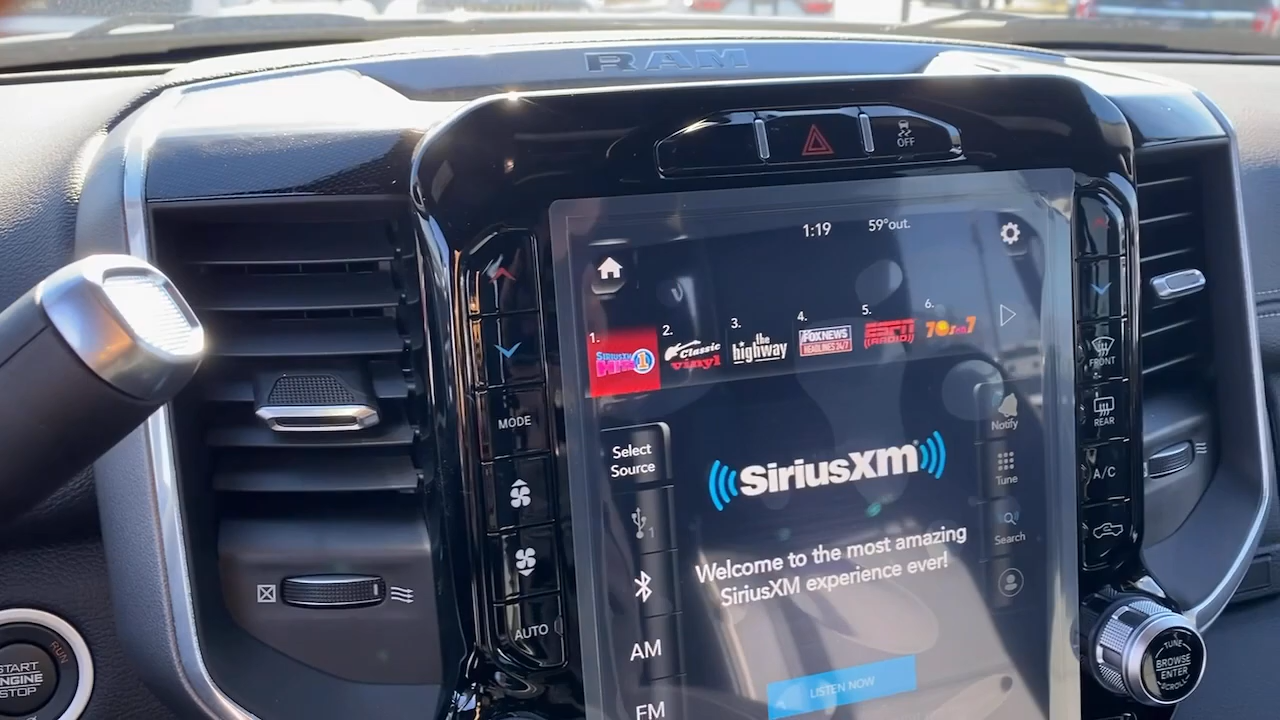 RAM
OFF
1:19
59°out.
1.
2.
3.
4.
5.
6.
SiriusXM
Hits 1
Classic
vinyl
the
highway
FOX NEWS
HEADLINES 24/7
ESPN
RADIO
70s on 7
MODE
AUTO
Select
Source
1
AM
FM
SiriusXM
Welcome to the most amazing
SiriusXM experience ever!
LISTEN NOW
Notify
Tune
Search
FRONT
REAR
A/C
TUNE
BROWSE
ENTER
SCROLL
RUN
START
ENGINE
STOP